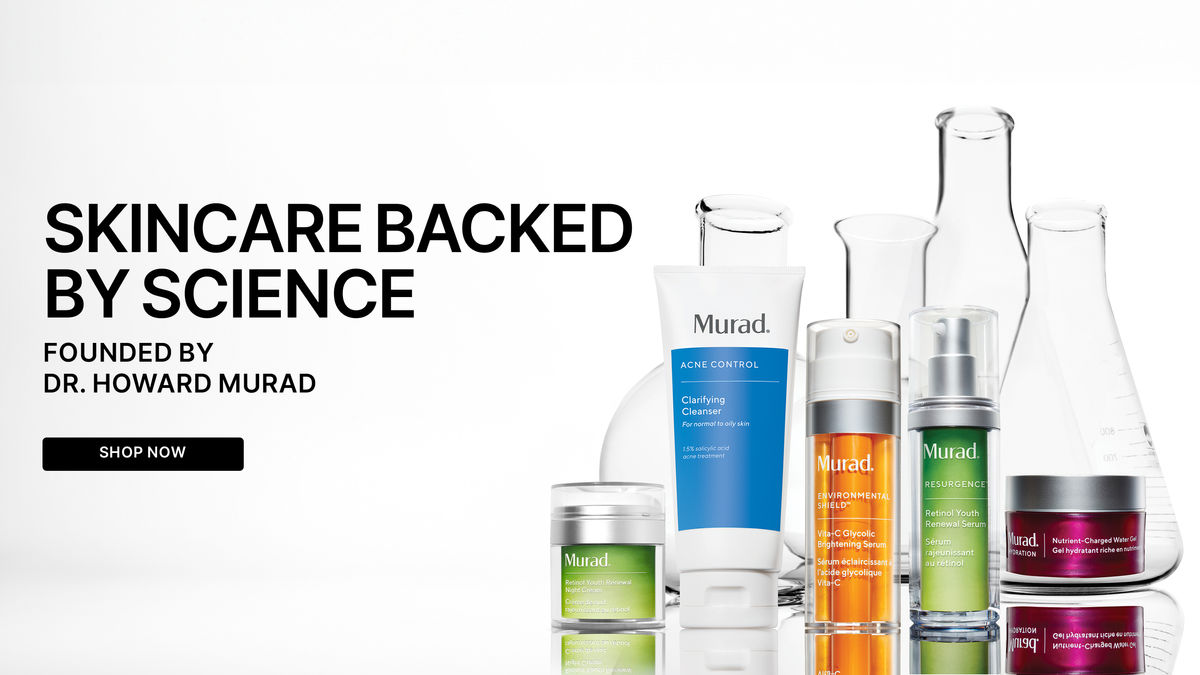 SKINCARE BACKED
BY SCIENCE
FOUNDED BY
DR. HOWARD MURAD
SHOP NOW
Murad.
ACNE CONTROL
Clarifying
Cleanser
For normal to oily skin
1.5% salicylic acid
acne treatment
Murad.
Retinol Youth Renewal
Night Cream
Murad.
ENVIRONMENTAL
SHIELD™
Vita-C Glycolic
Brightening Serum
Sérum éclaircissant à
l'acide glycolique
Vita-C
Murad.
RESURGENCE™
Retinol Youth
Renewal Serum
Sérum
rajeunissant
au rétinol
Murad.
HYDRATION
Nutrient-Charged Water Gel
Gel hydratant riche en
800